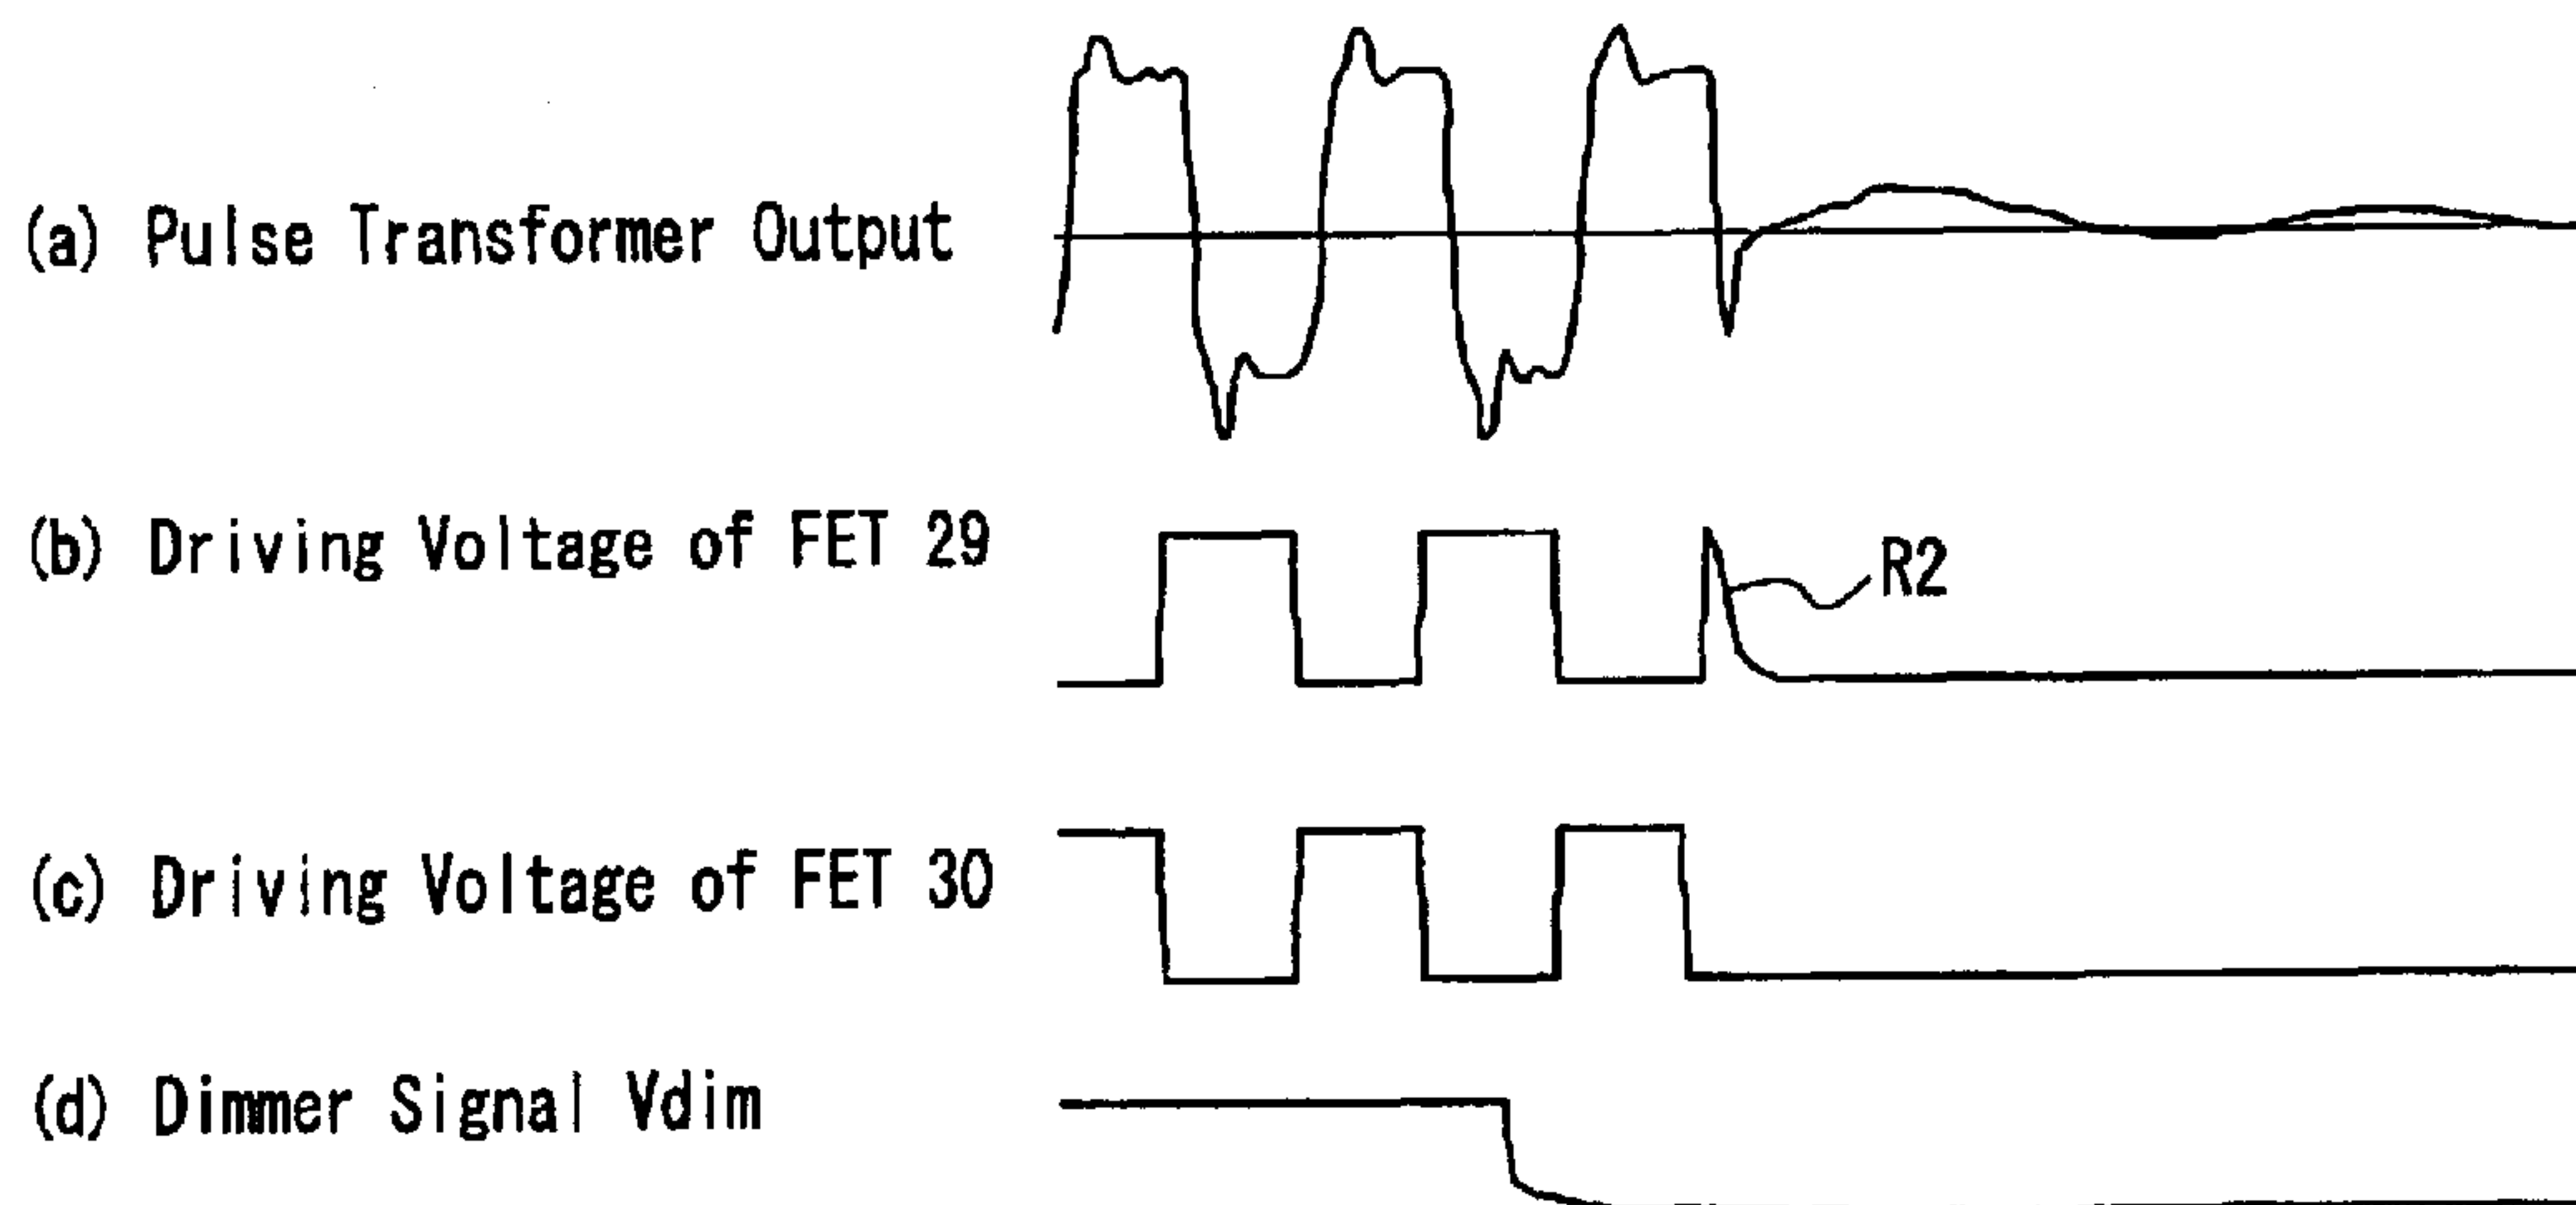 (a) Pulse Transformer Output
(b) Driving Voltage of FET 29
R2
(c) Driving Voltage of FET 30
(d) Dimmer Signal Vdim